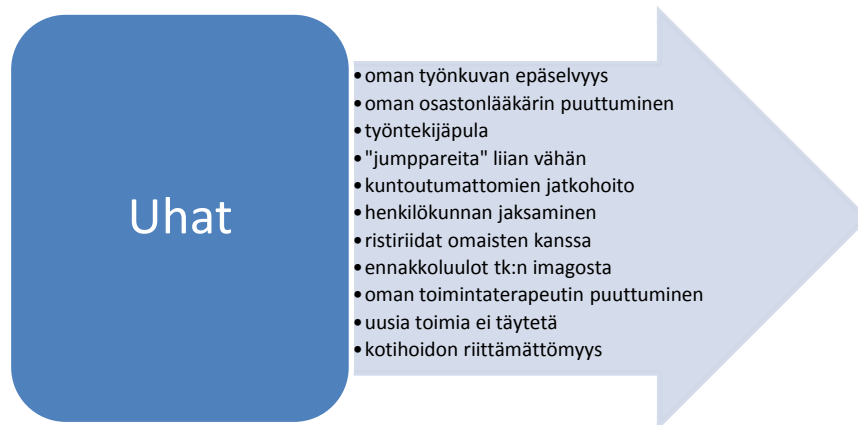 Uhat
•oman työnkuvan epäselvyys
•oman osastonlääkärin puuttuminen
•työntekijäpula
•"jumppareita" liian vähän
•kuntoutumattomien jatkohoito
•henkilökunnan jaksaminen
•ristiriidat omaisten kanssa
•ennakkoluulot tk:n imagosta
•oman toimintaterapeutin puuttuminen
•uusia toimia ei täytetä
•kotihoidon riittämättömyys